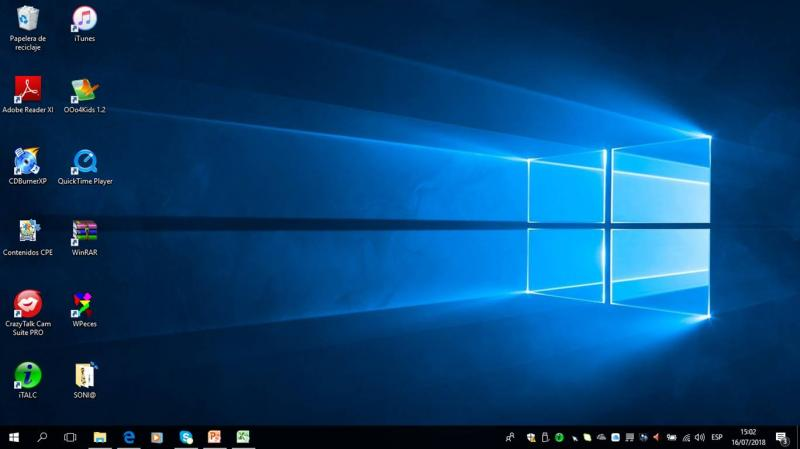 Papelera de
reciclaje
iTunes
Adobe Reader XI
OOo4Kids 1.2
CDBurnerXP
QuickTime Player
Contenidos CPE
WinRAR
CrazyTalk Cam
Suite PRO
WPeces
iTALC
SONI@
ESP
15:02
16/07/2018
3